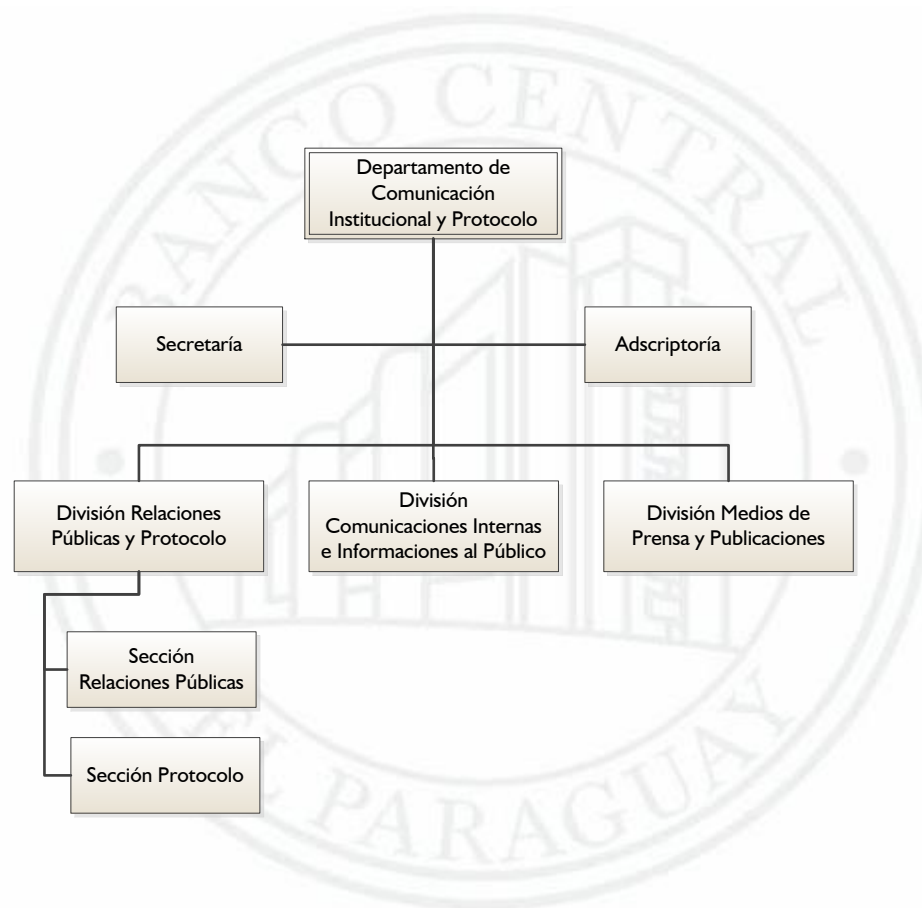 BANCO CENTRAL
DEL PARAGUAY
Departamento de
Comunicación
Institucional y Protocolo
Secretaría
Adscriptoría
División Relaciones
Públicas y Protocolo
División
Comunicaciones Internas
e Informaciones al Público
División Medios de
Prensa y Publicaciones
Sección
Relaciones Públicas
Sección Protocolo